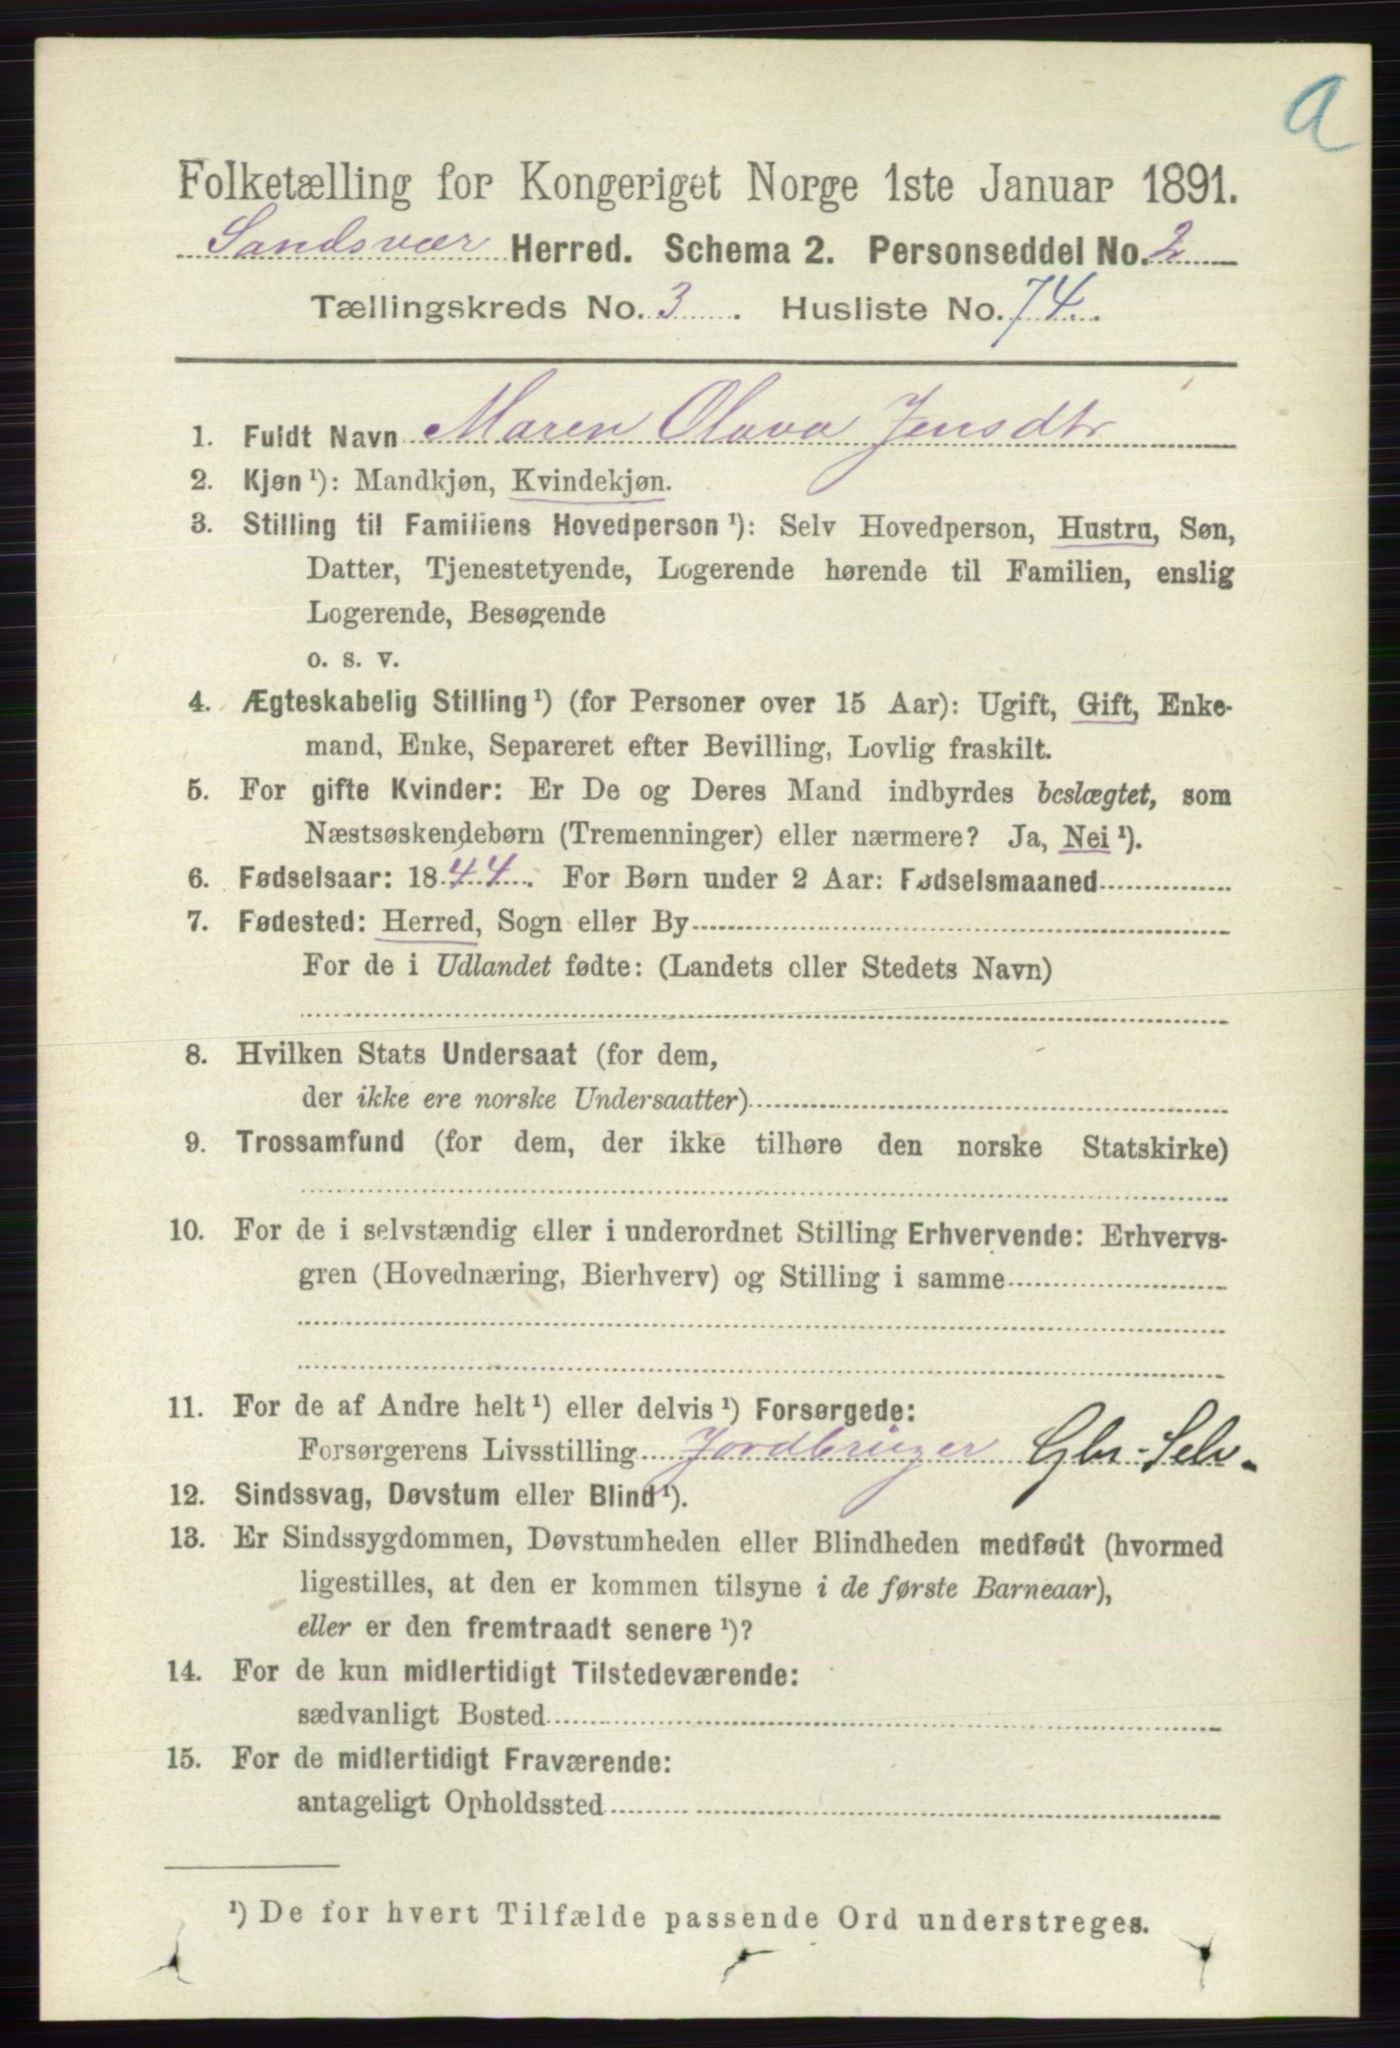 a
Folketælling for Kongeriget Norge 1ste Januar 1891.
Sandsvær Herred. Schema 2. Personseddel No. 2
Tællingskreds No. 3. Husliste No. 74.
1. Fuldt Navn Maren Olava Jensdtr
2. Kjøn ¹): Mandkjøn, Kvindekjøn.
3. Stilling til Familiens Hovedperson ¹): Selv Hovedperson, Hustru, Søn,
Datter, Tjenestetyende, Logerende hørende til Familien, enslig
Logerende, Besøgende
o. s. v.
4. Ægteskabelig Stilling ¹) (for Personer over 15 Aar): Ugift, Gift, Enke-
mand, Enke, Separeret efter Bevilling, Lovlig fraskilt.
5. For gifte Kvinder: Er De og Deres Mand indbyrdes beslægtet, som
Næstsøskendebørn (Tremenninger) eller nærmere? Ja, Nei ¹).
6. Fødselsaar: 1844. For Børn under 2 Aar: Fødselsmaaned
7. Fødested: Herred, Sogn eller By
For de i Udlandet fødte: (Landets eller Stedets Navn)
8. Hvilken Stats Undersaat (for dem,
der ikke ere norske Undersaatter)
9. Trossamfund (for dem, der ikke tilhøre den norske Statskirke)
10. For de i selvstændig eller i underordnet Stilling Erhvervende: Erhvervs-
gren (Hovednæring, Bierhverv) og Stilling i samme
11. For de af Andre helt ¹) eller delvis ¹) Forsørgede:
Forsørgerens Livsstilling Jordbruger Gbr-Selv.
12. Sindssvag, Døvstum eller Blind ¹).
13. Er Sindssygdommen, Døvstumheden eller Blindheden medfødt (hvormed
ligestilles, at den er kommen tilsyne i de første Barneaar),
eller er den fremtraadt senere ¹)?
14. For de kun midlertidigt Tilstedeværende:
sædvanligt Bosted
15. For de midlertidigt Fraværende:
antageligt Opholdssted
¹) De for hvert Tilfælde passende Ord understreges.